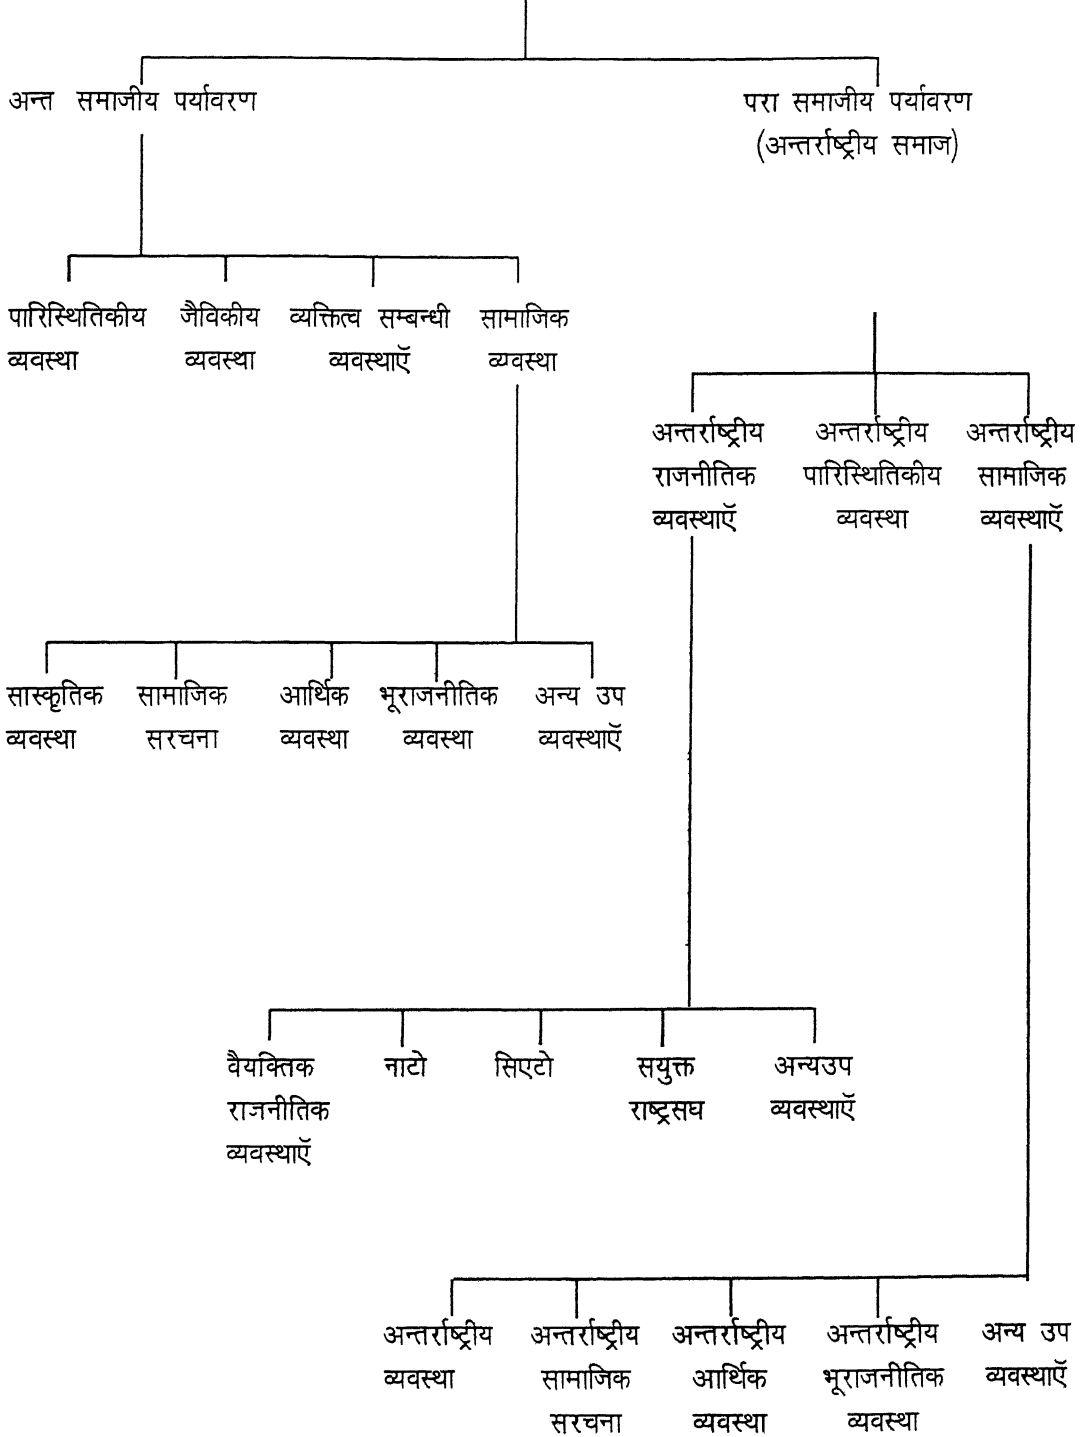 अन्त समाजीय पर्यावरण
परा समाजीय पर्यावरण
(अन्तर्राष्ट्रीय समाज)
पारिस्थितिकीय
व्यवस्था
जैविकीय
व्यवस्था
व्यक्तित्व सम्बन्धी
व्यवस्थाऍ
सामाजिक
व्यवस्था
अन्तर्राष्ट्रीय
राजनीतिक
व्यवस्थाऍ
अन्तर्राष्ट्रीय
पारिस्थितिकीय
व्यवस्था
अन्तर्राष्ट्रीय
सामाजिक
व्यवस्थाऍ
सास्कृतिक
व्यवस्था
सामाजिक
सरचना
आर्थिक
व्यवस्था
भूराजनीतिक
व्यवस्था
अन्य उप
व्यवस्थाऍ
वैयक्तिक
राजनीतिक
व्यवस्थाऍ
नाटो
सिएटो
सयुक्त
राष्ट्रसघ
अन्यउप
व्यवस्थाऍ
अन्तर्राष्ट्रीय
व्यवस्था
अन्तर्राष्ट्रीय
सामाजिक
सरचना
अन्तर्राष्ट्रीय
आर्थिक
व्यवस्था
अन्तर्राष्ट्रीय
भूराजनीतिक
व्यवस्था
अन्य उप
व्यवस्थाऍ